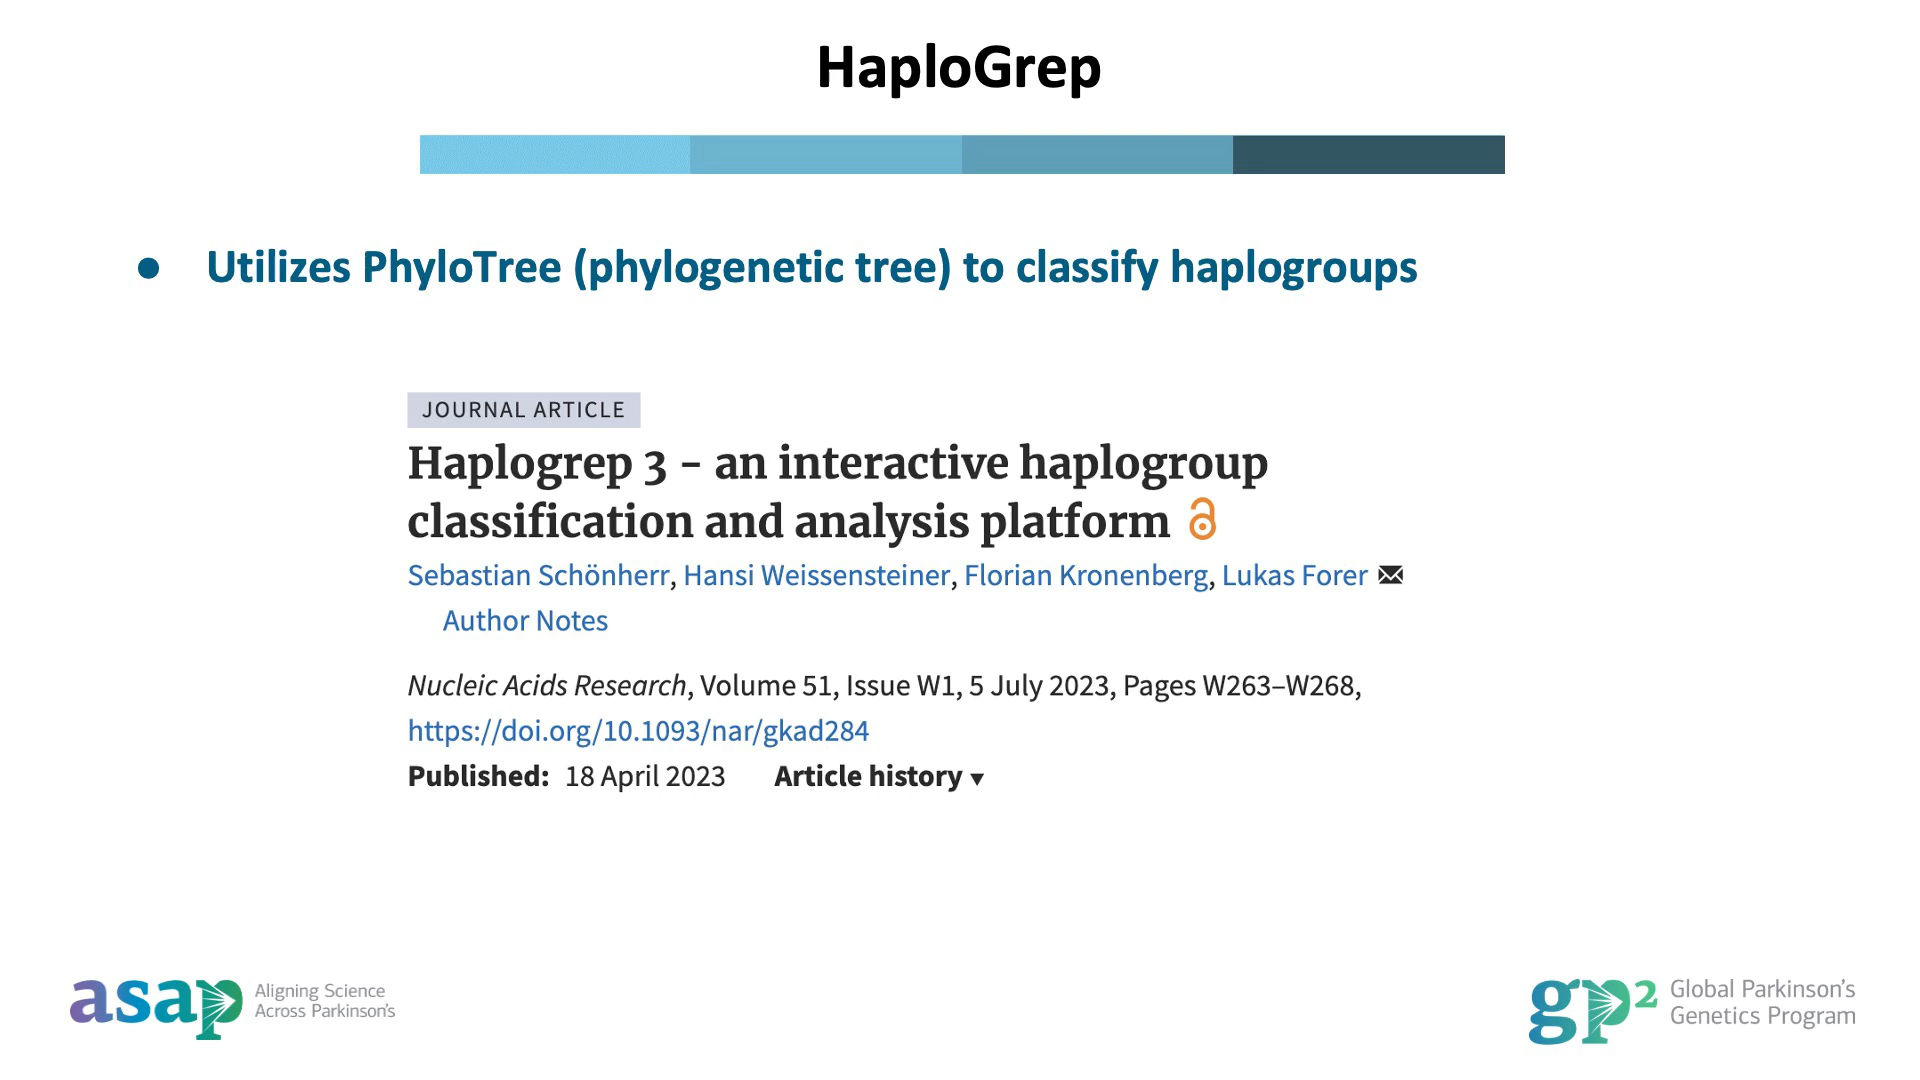 HaploGrep
● Utilizes PhyloTree (phylogenetic tree) to classify haplogroups
JOURNAL ARTICLE
Haplogrep 3 - an interactive haplogroup
classification and analysis platform
Sebastian Schönherr, Hansi Weissensteiner, Florian Kronenberg, Lukas Forer
Author Notes
Nucleic Acids Research, Volume 51, Issue W1, 5 July 2023, Pages W263–W268,
https://doi.org/10.1093/nar/gkad284
Published: 18 April 2023 Article history ▾
asap Aligning Science
Across Parkinson's
gp2 Global Parkinson's
Genetics Program